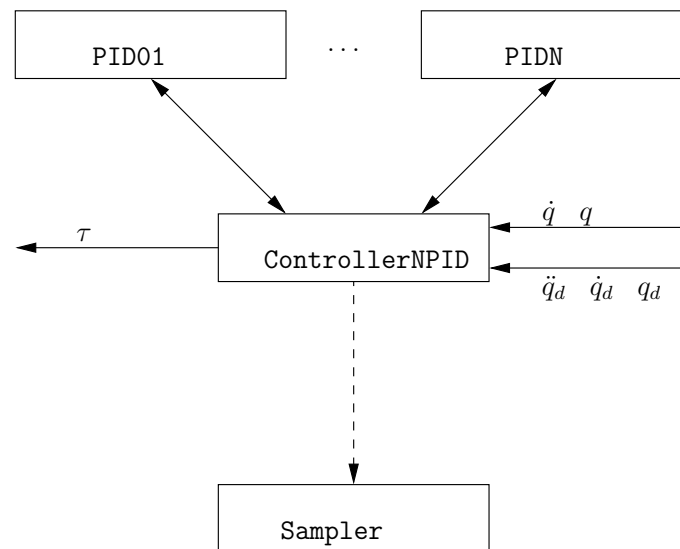 PID01 ... PIDN
q̇ q
τ
ControllerNPID
q̈_d q̇_d q_d
Sampler